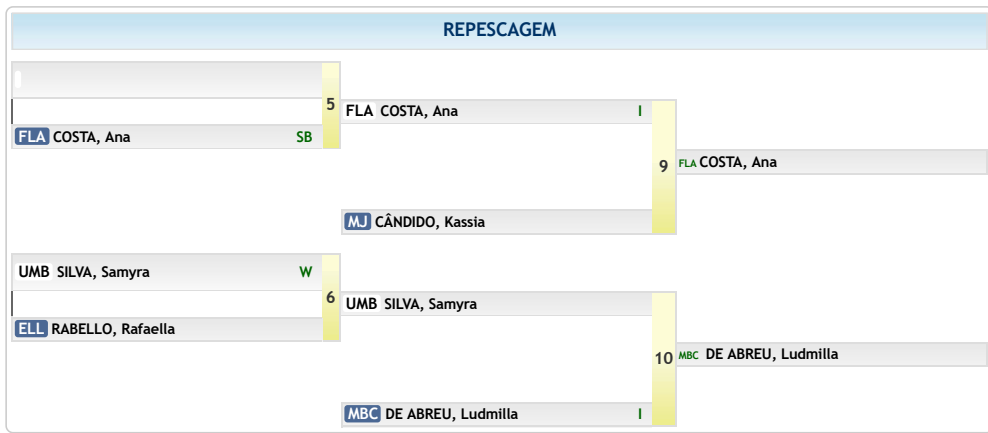 REPESCAGEM
5
FLA COSTA, Ana SB
FLA COSTA, Ana I
MJ CÂNDIDO, Kassia
9
FLA COSTA, Ana
UMB SILVA, Samyra W
6
ELL RABELLO, Rafaella
UMB SILVA, Samyra
MBC DE ABREU, Ludmilla I
10
MBC DE ABREU, Ludmilla